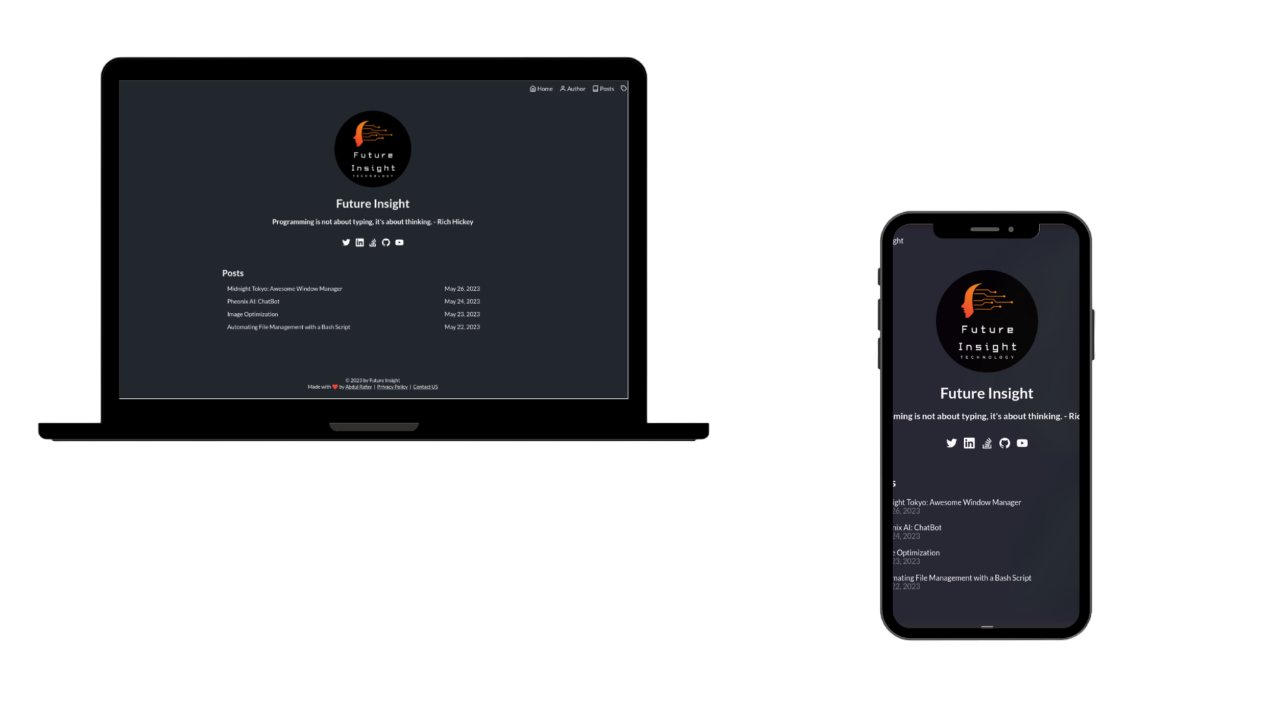 Home Author Posts
Future
Insight
TECHNOLOGY
Future Insight
Programming is not about typing, it's about thinking. - Rich Hickey
Posts
Midnight Tokyo: Awesome Window Manager May 26, 2023
Pheonix AI: ChatBot May 24, 2023
Image Optimization May 23, 2023
Automating File Management with a Bash Script May 22, 2023
© 2023 by Future Insight
Made with ❤️ by Abdul Rafay | Privacy Policy | Contact US
ght
Future
Insight
TECHNOLOGY
Future Insight
ming is not about typing, it's about thinking. - Ric
s
ight Tokyo: Awesome Window Manager
26, 2023
nix AI: ChatBot
24, 2023
e Optimization
23, 2023
mating File Management with a Bash Script
22, 2023